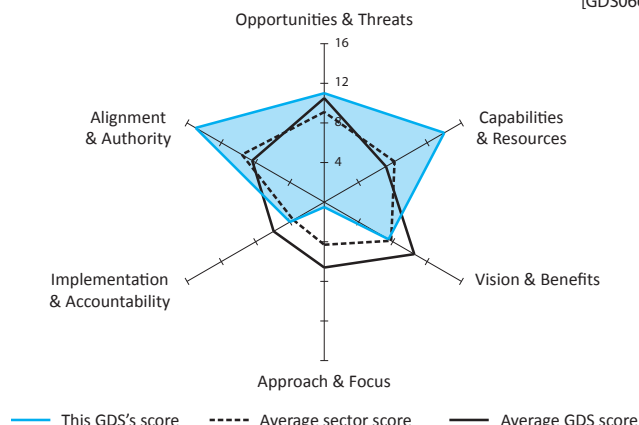 [GDS06
Opportunities & Threats
16
12
8
4
Alignment
& Authority
Capabilities
& Resources
Implementation
& Accountability
Vision & Benefits
Approach & Focus
This GDS's score
Average sector score
Average GDS score